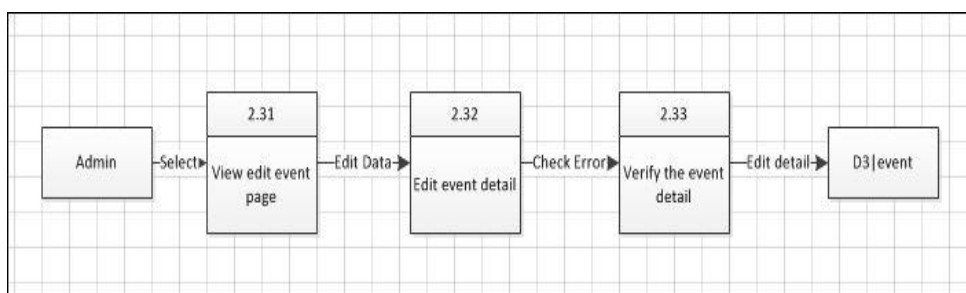 2.31
2.32
2.33
Admin
Select
View edit event
page
Edit Data
Edit event detail
Check Error
Verify the event
detail
Edit detail
D3|event